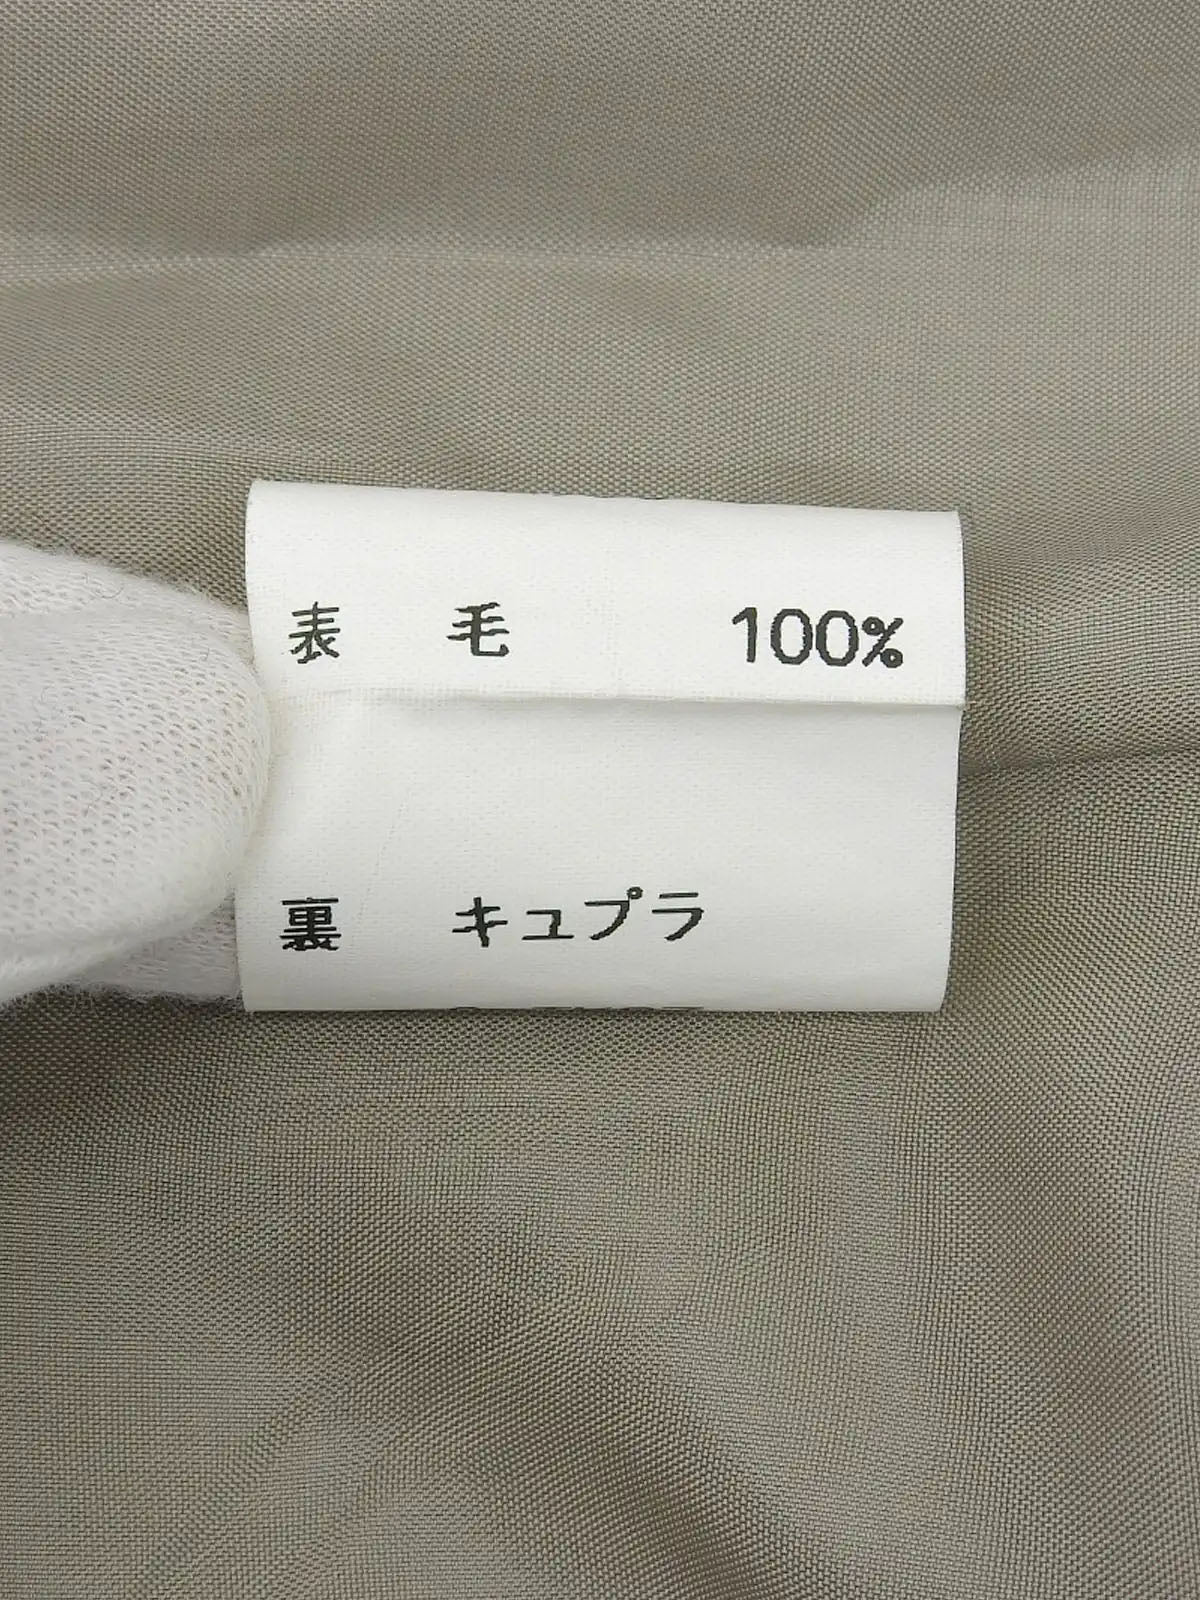 表 毛 100%
裏 キュプラ